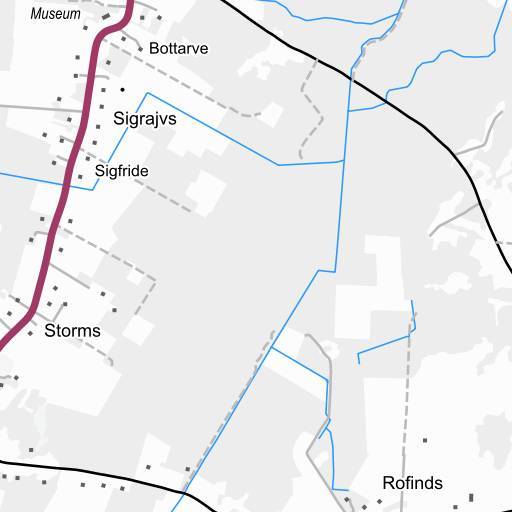 Museum
Bottarve
Sigrajvs
Sigfride
Storms
Rofinds